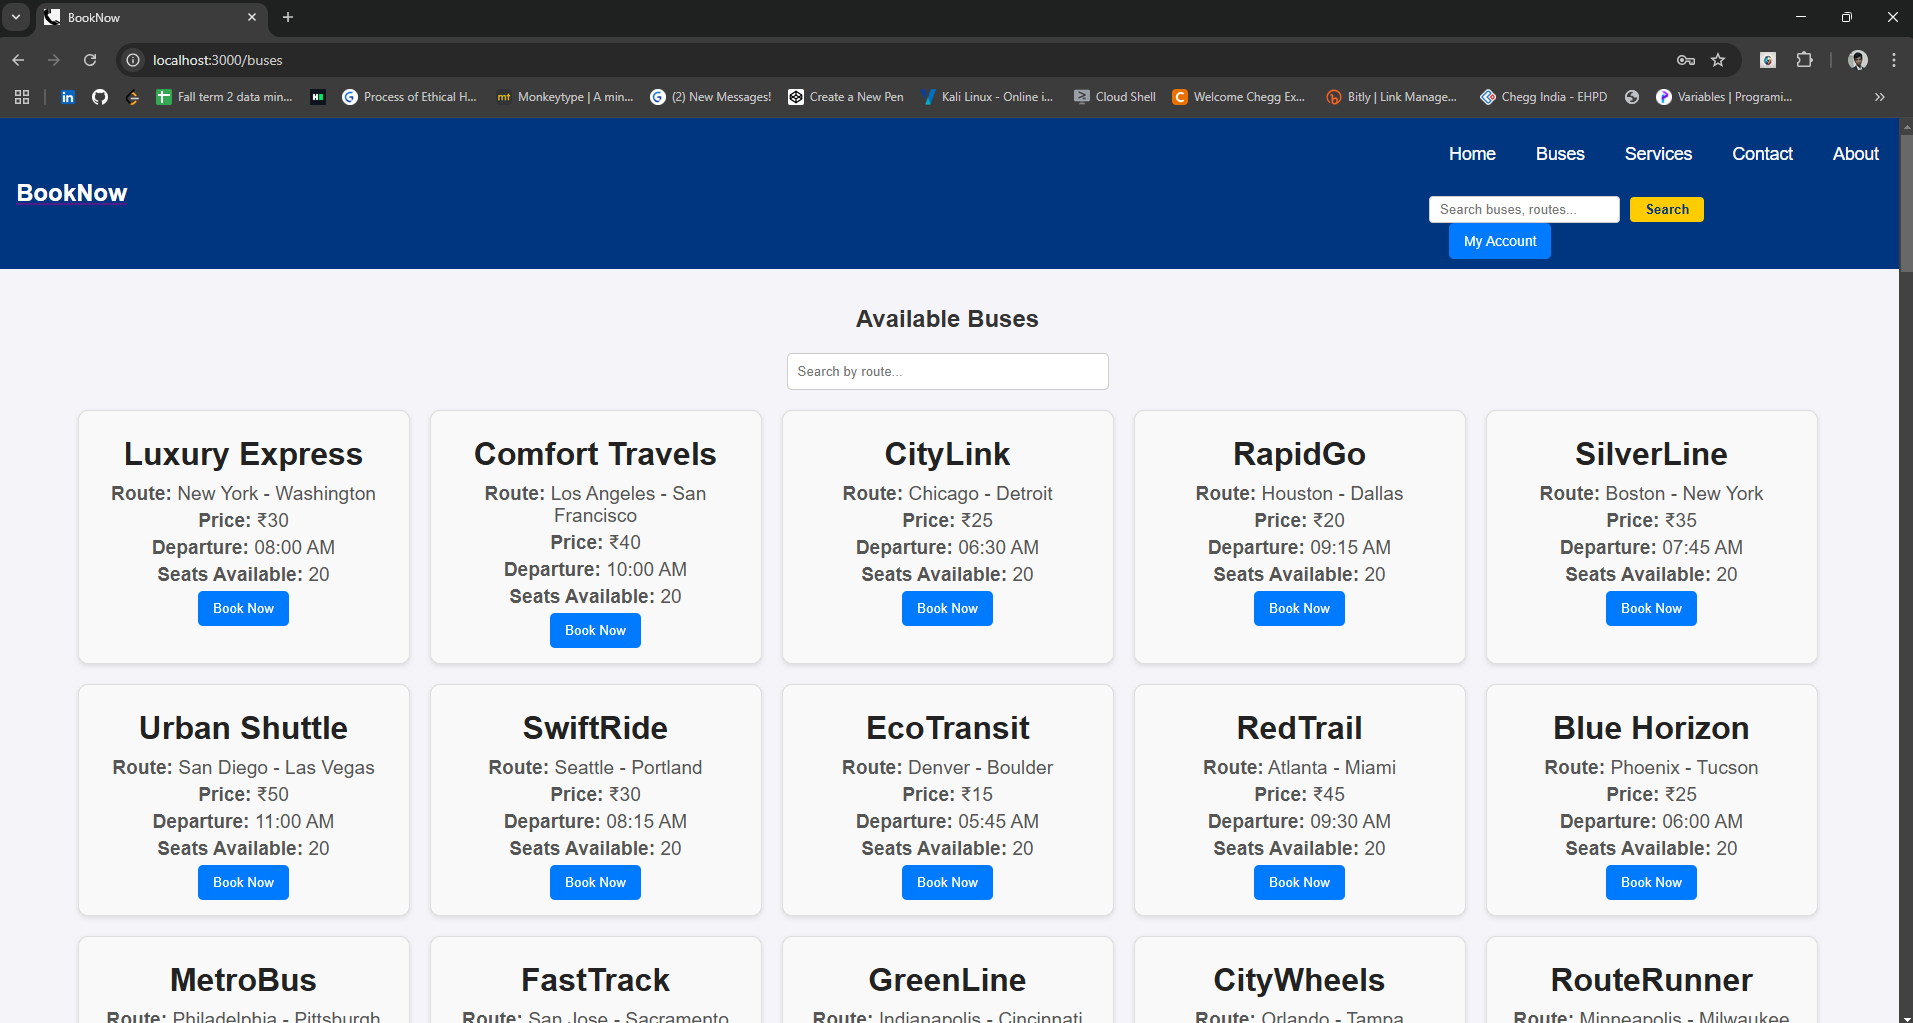 BookNow
localhost:3000/buses
Fall term 2 data min...
Process of Ethical H...
mt Monkeytype | A min...
(2) New Messages!
Create a New Pen
Kali Linux - Online i...
Cloud Shell
Welcome Chegg Ex...
Bitly | Link Manage...
Chegg India - EHPD
Variables | Programi...
Home Buses Services Contact About
BookNow
Search buses, routes... Search
My Account
Available Buses
Search by route...
Luxury Express
Route: New York - Washington
Price: ₹30
Departure: 08:00 AM
Seats Available: 20
Book Now
Comfort Travels
Route: Los Angeles - San
Francisco
Price: ₹40
Departure: 10:00 AM
Seats Available: 20
Book Now
CityLink
Route: Chicago - Detroit
Price: ₹25
Departure: 06:30 AM
Seats Available: 20
Book Now
RapidGo
Route: Houston - Dallas
Price: ₹20
Departure: 09:15 AM
Seats Available: 20
Book Now
SilverLine
Route: Boston - New York
Price: ₹35
Departure: 07:45 AM
Seats Available: 20
Book Now
Urban Shuttle
Route: San Diego - Las Vegas
Price: ₹50
Departure: 11:00 AM
Seats Available: 20
Book Now
SwiftRide
Route: Seattle - Portland
Price: ₹30
Departure: 08:15 AM
Seats Available: 20
Book Now
EcoTransit
Route: Denver - Boulder
Price: ₹15
Departure: 05:45 AM
Seats Available: 20
Book Now
RedTrail
Route: Atlanta - Miami
Price: ₹45
Departure: 09:30 AM
Seats Available: 20
Book Now
Blue Horizon
Route: Phoenix - Tucson
Price: ₹25
Departure: 06:00 AM
Seats Available: 20
Book Now
MetroBus
Route: Philadelphia - Pittsburgh
FastTrack
Route: San Jose - Sacramento
GreenLine
Route: Indianapolis - Cincinnati
CityWheels
Route: Orlando - Tampa
RouteRunner
Route: Minneapolis - Milwaukee